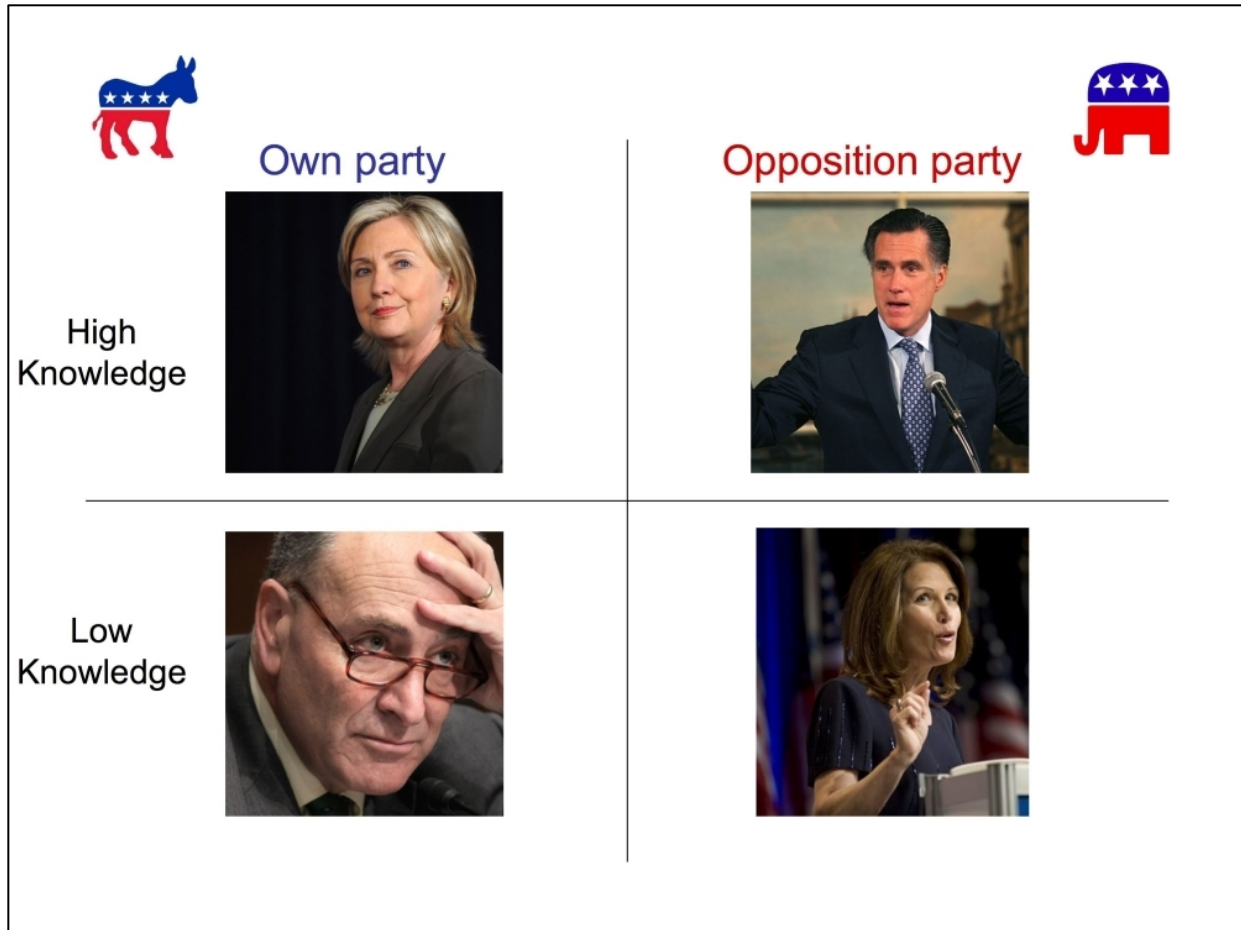 Own party
Opposition party
High
Knowledge
Low
Knowledge